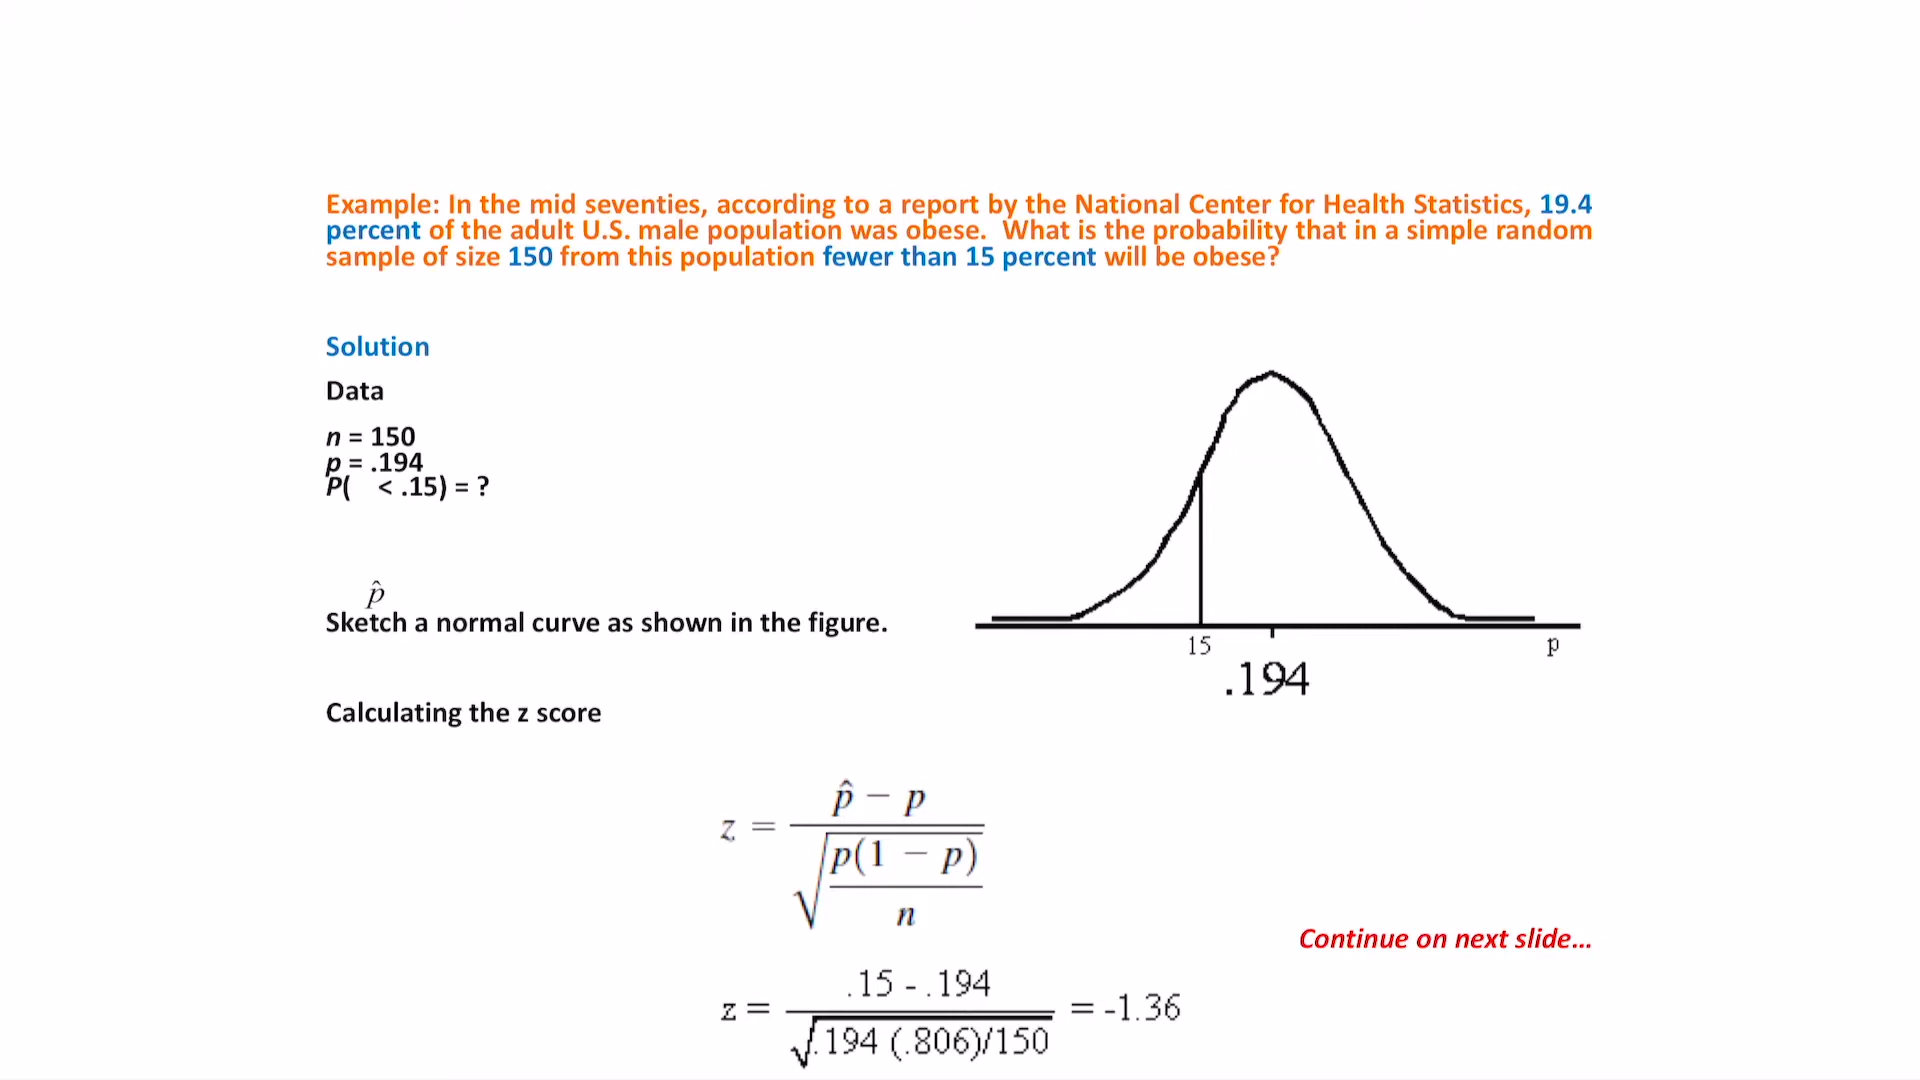 Example: In the mid seventies, according to a report by the National Center for Health Statistics, 19.4
percent of the adult U.S. male population was obese. What is the probability that in a simple random
sample of size 150 from this population fewer than 15 percent will be obese?
Solution
Data
n = 150
p = .194
P( < .15) = ?
p̂
Sketch a normal curve as shown in the figure.
15
p
.194
Calculating the z score
z = (p̂ − p) / √(p(1 − p) / n)
Continue on next slide...
z = (.15 - .194) / √(.194 (.806)/150) = -1.36